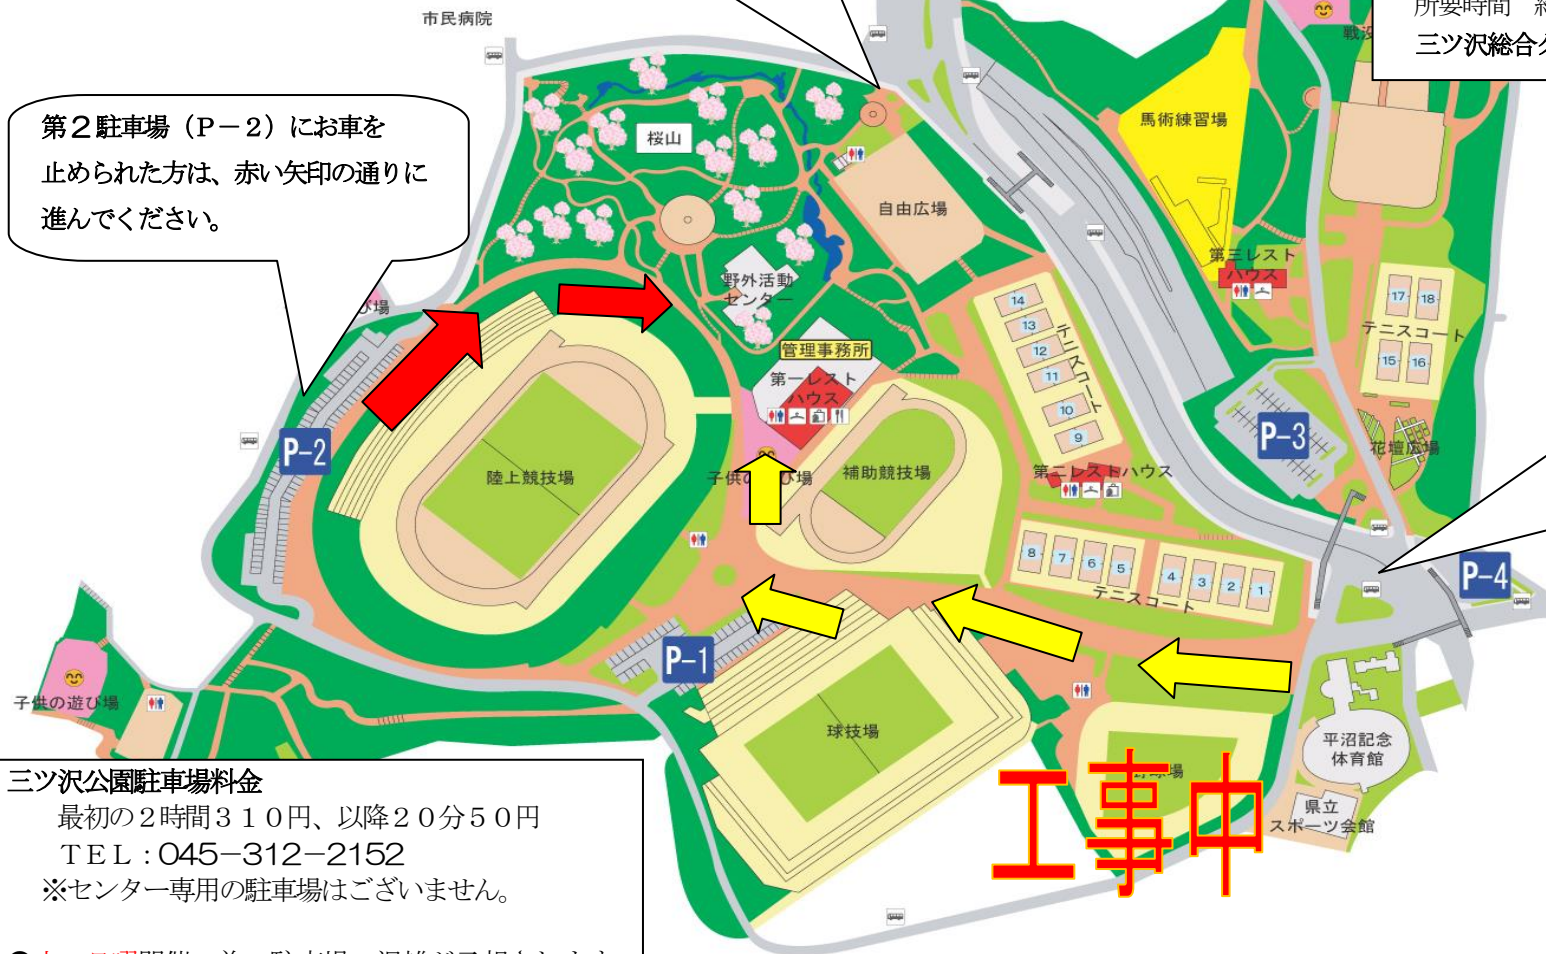 市民病院
所要時間
三ツ沢総合
第２駐車場（Ｐ－２）にお車を
止められた方は、赤い矢印の通りに
進んでください。
桜山
自由広場
馬術練習場
野外活動
センター
第三レスト
ハウス
管理事務所
第一レスト
ハウス
テニスコート
14
13
12
11
10
9
17
18
テニスコート
15
16
P-2
P-3
花壇広場
陸上競技場
補助競技場
第二レストハウス
8
7
6
5
4
3
2
1
テニスコート
P-4
P-1
子供の遊び場
球技場
平沼記念
体育館
県立
スポーツ会館
工事中
三ツ沢公園駐車場料金
最初の２時間３１０円、以降２０分５０円
ＴＥＬ：045－312－2152
※センター専用の駐車場はございません。